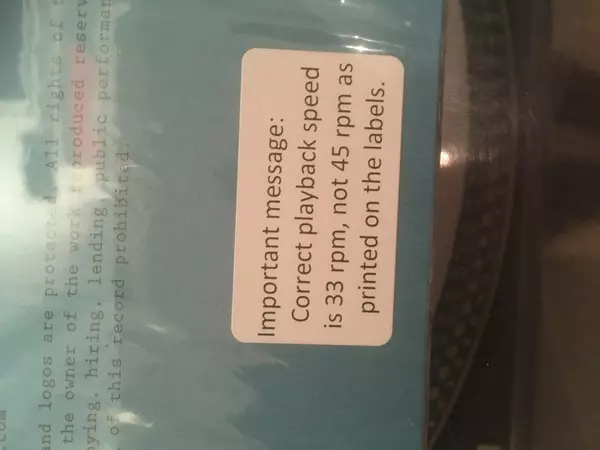 and logos are protected. All rights of t
the owner of the work reproduced reserv
ying, hiring, lending, public performan
of this record prohibited.
.com
Important message:
Correct playback speed
is 33 rpm, not 45 rpm as
printed on the labels.